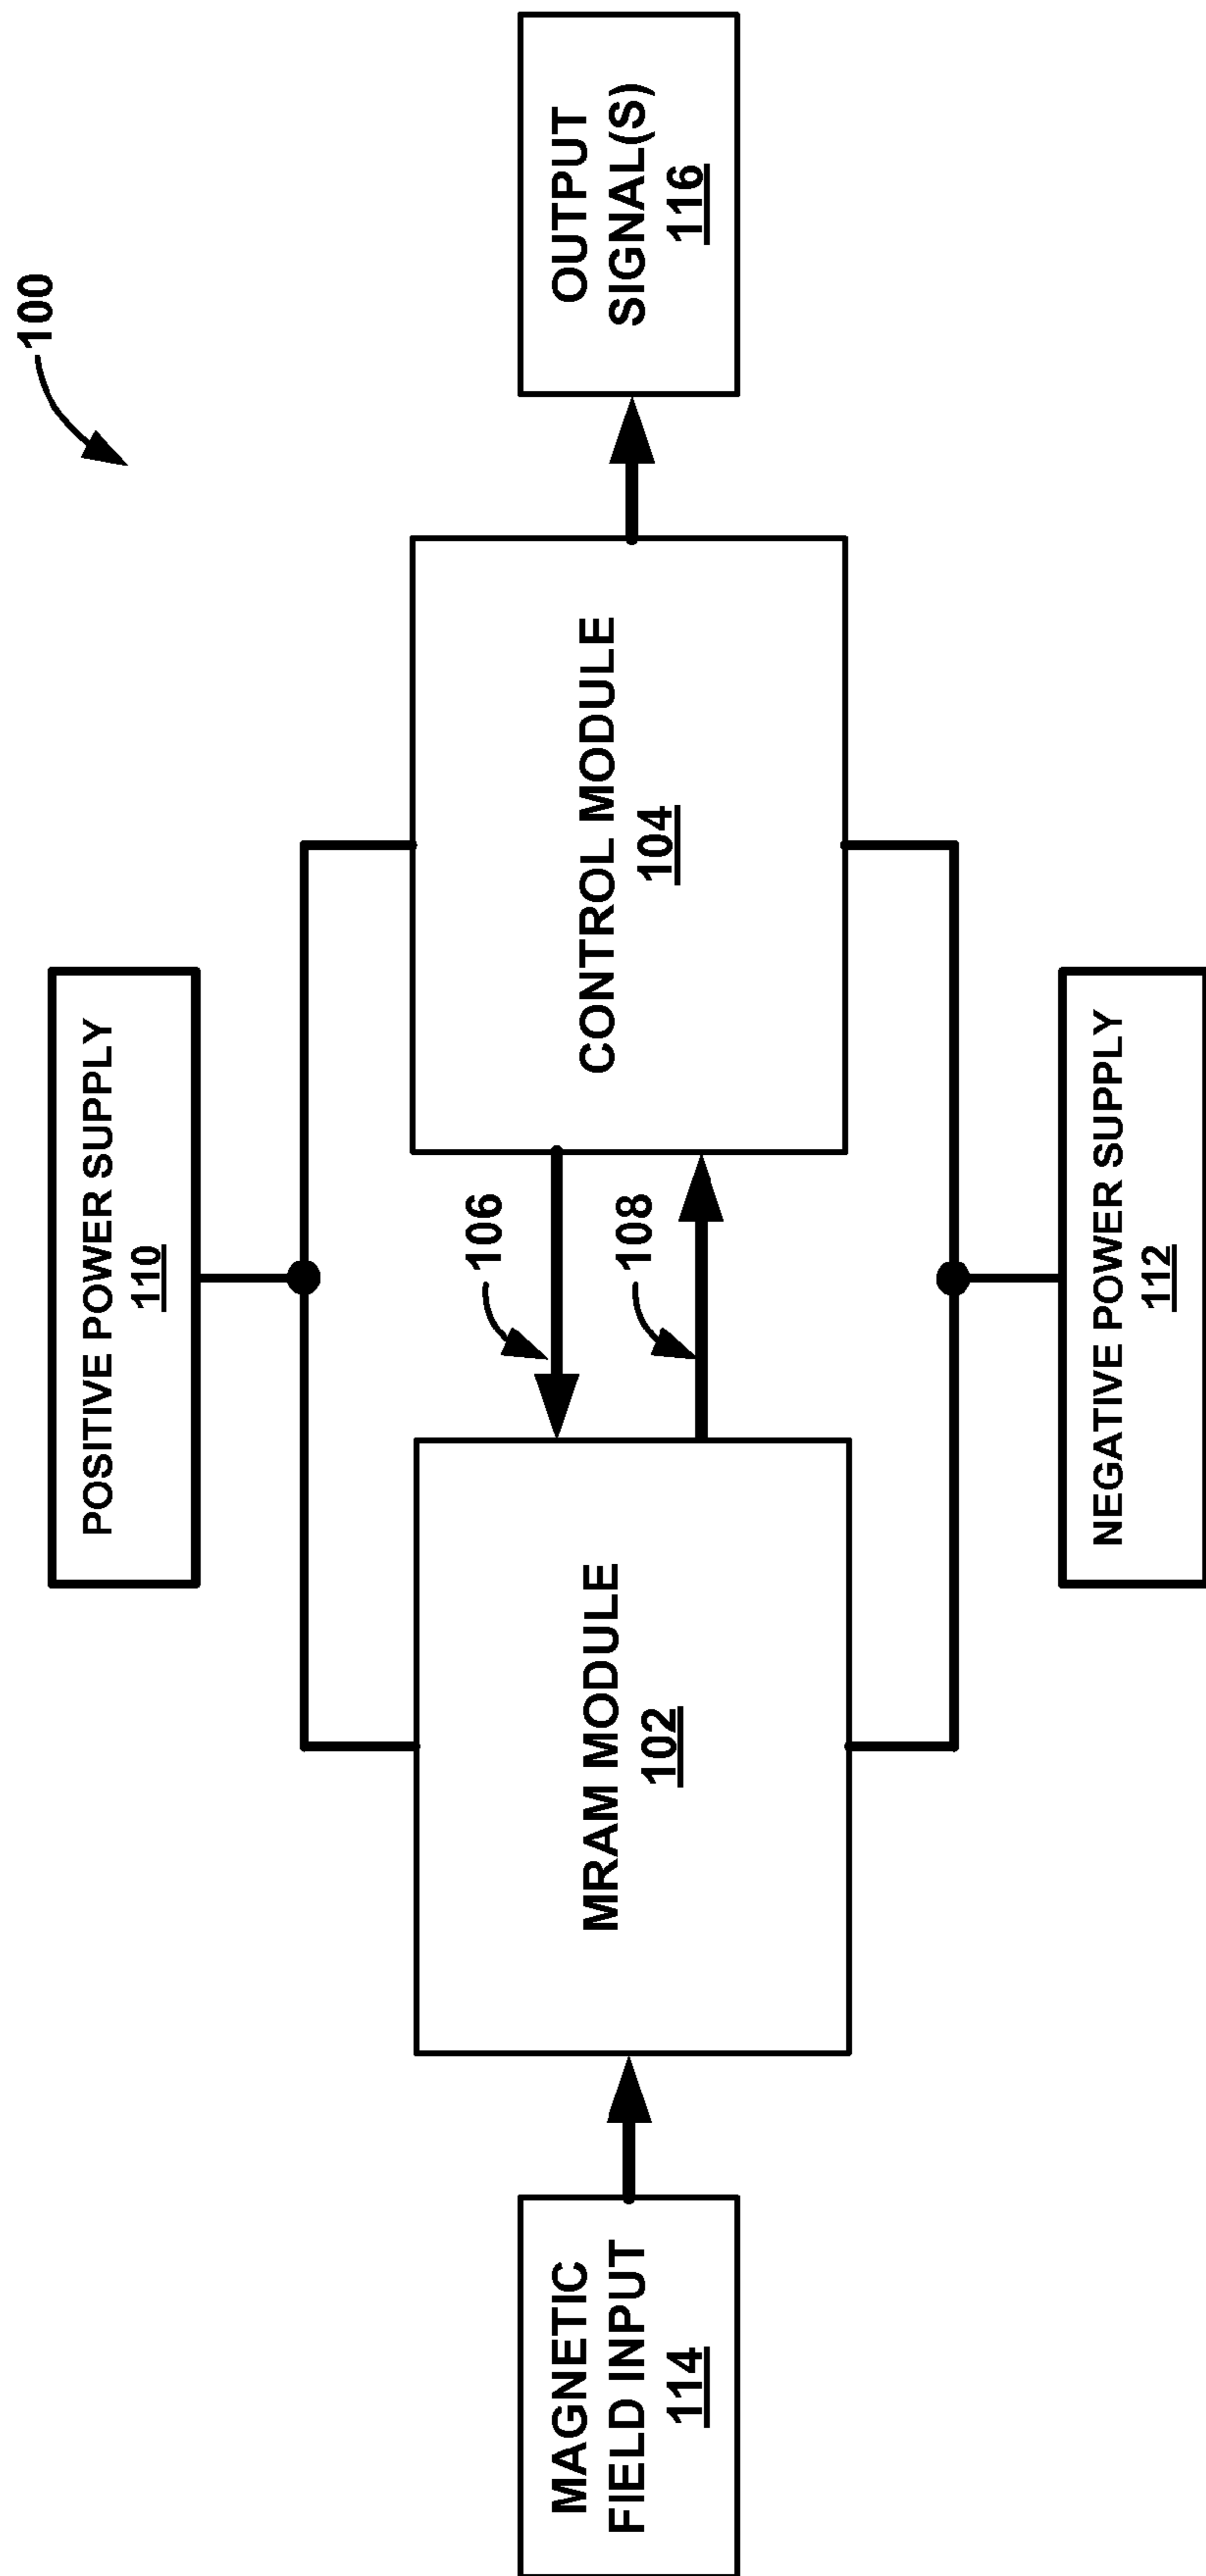 100
POSITIVE POWER SUPPLY
110
MAGNETIC
FIELD INPUT
114
MRAM MODULE
102
106
108
CONTROL MODULE
104
OUTPUT
SIGNAL(S)
116
NEGATIVE POWER SUPPLY
112